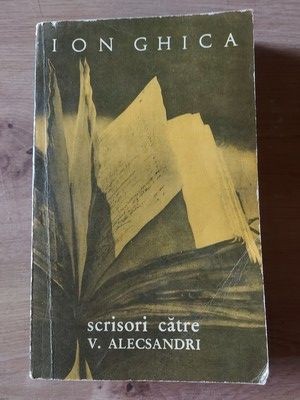 ION GHICA
scrisori către
V. ALECSANDRI